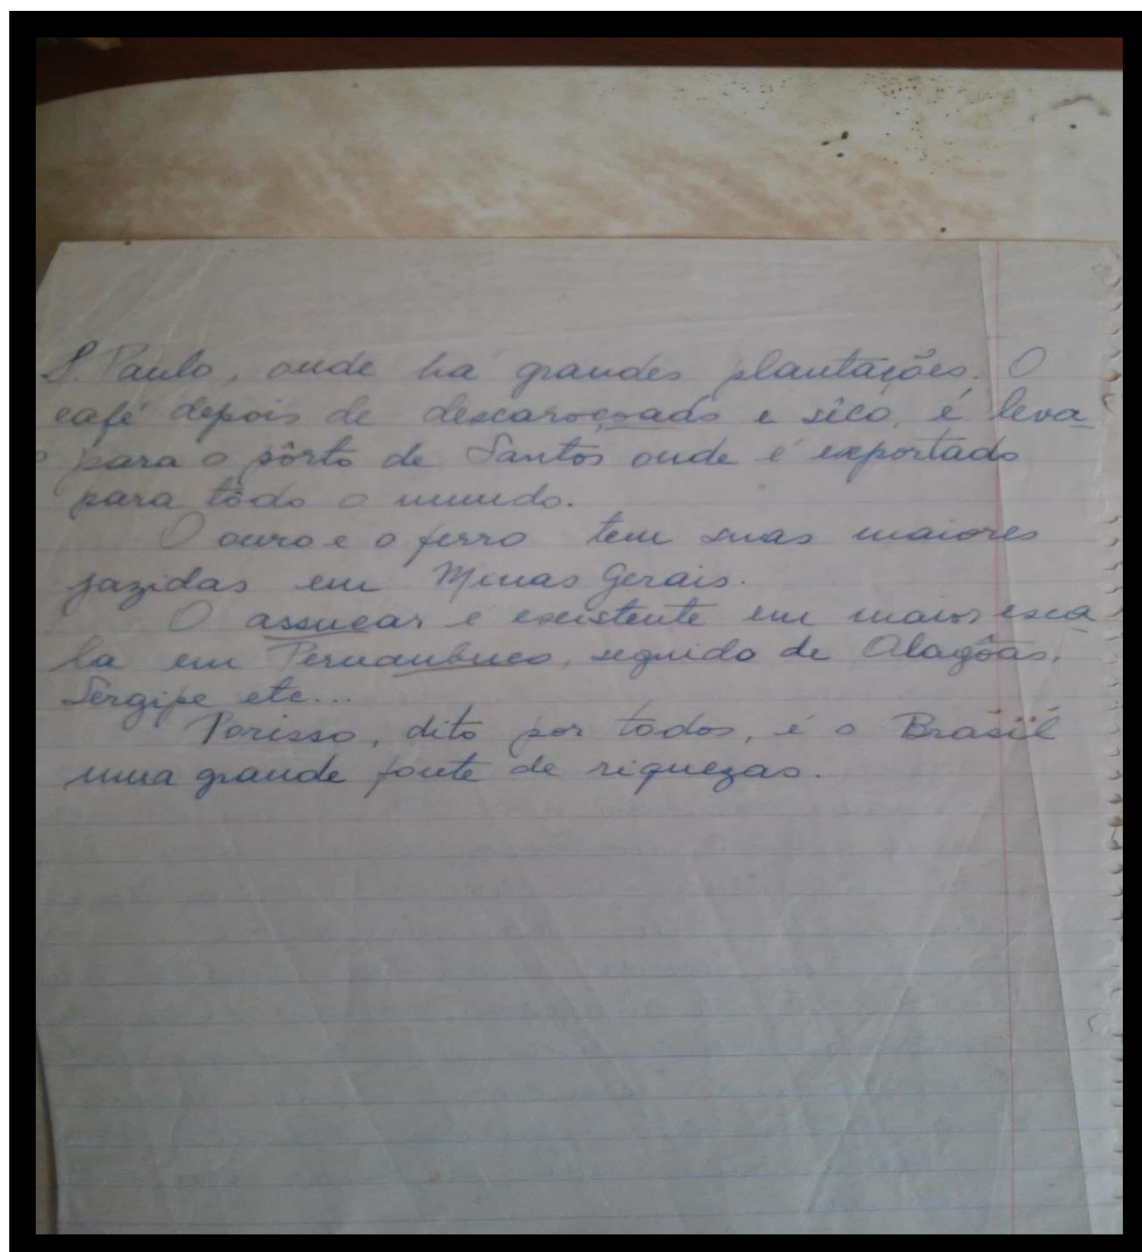 S. Paulo, onde ha grandes plantações. O
café depois de descaroçoado e sêco, é leva
para o pôrto de Santos onde é exportado
para tôdo o mundo.
O ouro e o ferro tem suas maiores
jazidas em Minas Gerais.
O assucar é existente em maior esca
la em Pernambuco, seguido de Alagôas,
Sergipe etc...
Porisso, dito por todos, é o Brasil
uma grande fonte de riquezas.